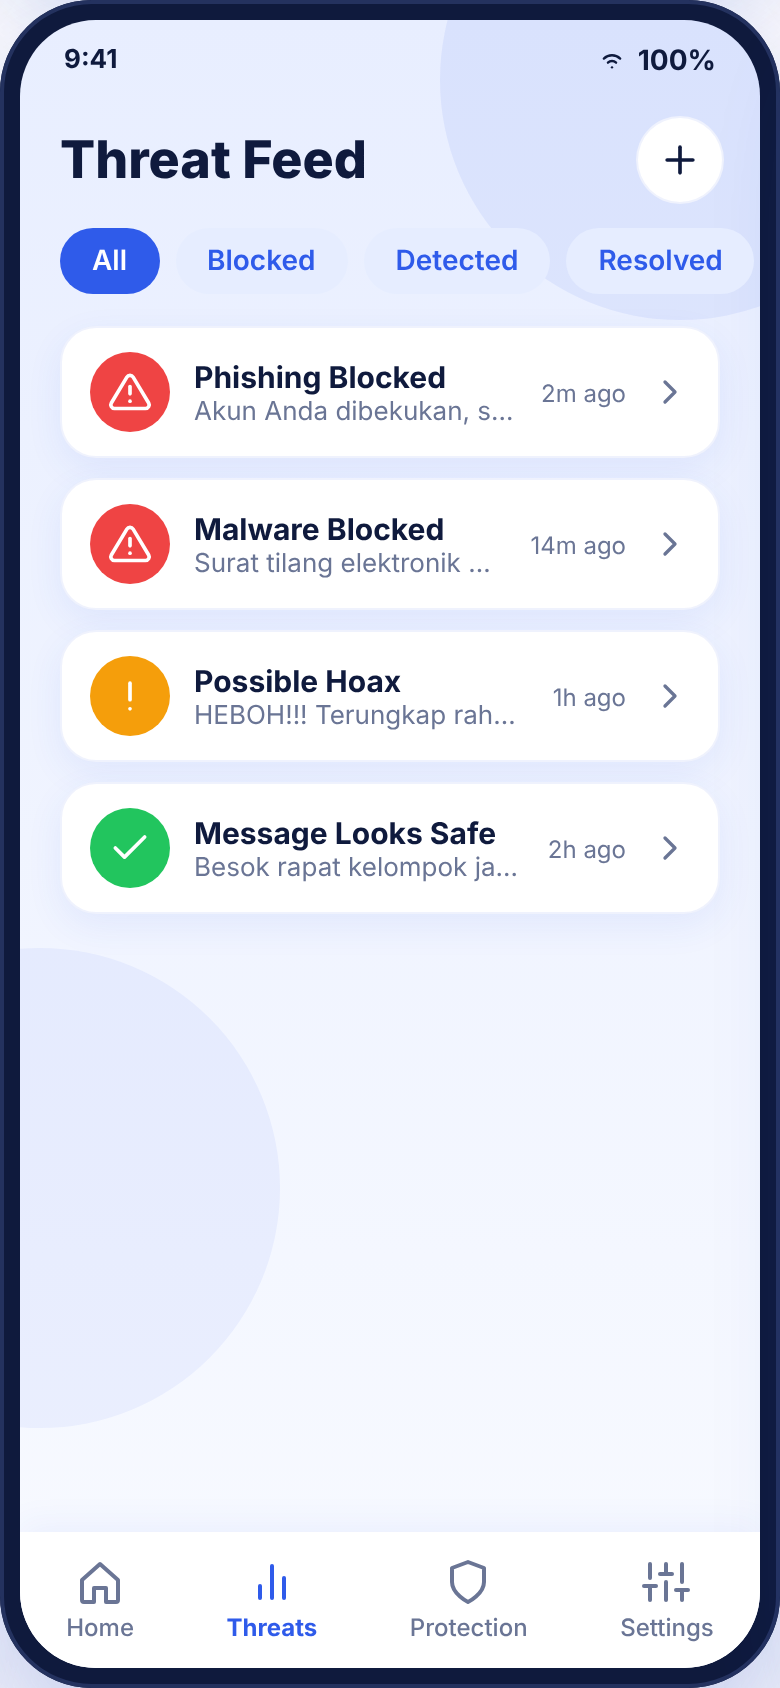 9:41
100%
Threat Feed
All
Blocked
Detected
Resolved
Phishing Blocked
Akun Anda dibekukan, s...
2m ago
Malware Blocked
Surat tilang elektronik ...
14m ago
Possible Hoax
HEBOH!!! Terungkap rah...
1h ago
Message Looks Safe
Besok rapat kelompok ja...
2h ago
Home
Threats
Protection
Settings